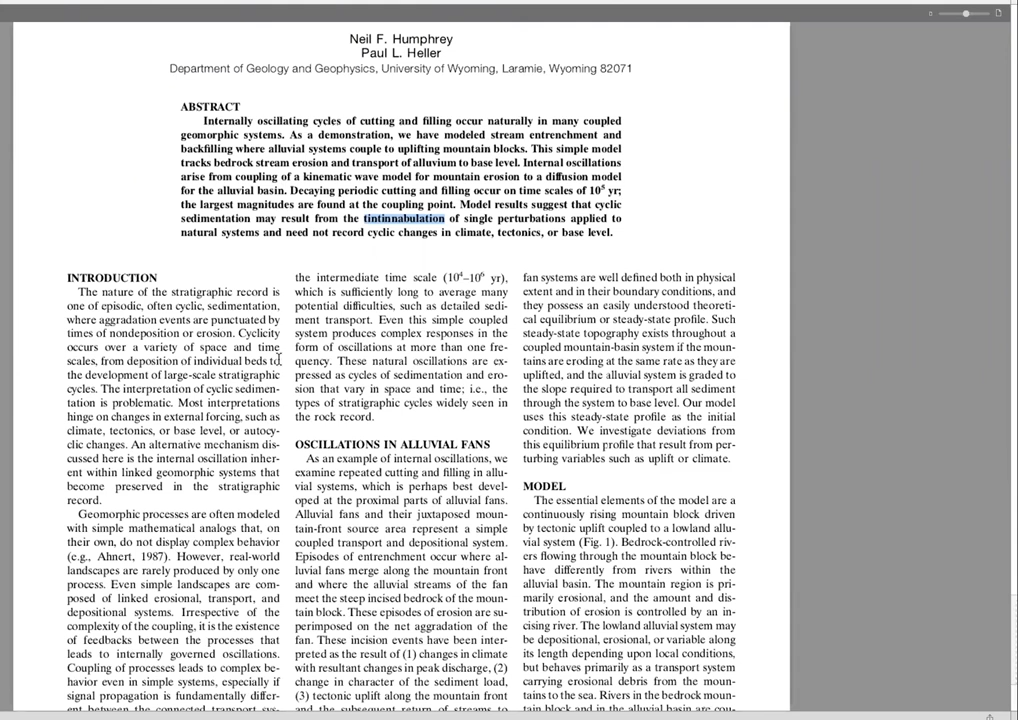 Neil F. Humphrey
Paul L. Heller
Department of Geology and Geophysics, University of Wyoming, Laramie, Wyoming 82071
ABSTRACT
Internally oscillating cycles of cutting and filling occur naturally in many coupled
geomorphic systems. As a demonstration, we have modeled stream entrenchment and
backfilling where alluvial systems couple to uplifting mountain blocks. This simple model
tracks bedrock stream erosion and transport of alluvium to base level. Internal oscillations
arise from coupling of a kinematic wave model for mountain erosion to a diffusion model
for the alluvial basin. Decaying periodic cutting and filling occur on time scales of 10⁵ yr;
the largest magnitudes are found at the coupling point. Model results suggest that cyclic
sedimentation may result from the tintinnabulation of single perturbations applied to
natural systems and need not record cyclic changes in climate, tectonics, or base level.
INTRODUCTION
The nature of the stratigraphic record is
one of episodic, often cyclic, sedimentation,
where aggradation events are punctuated by
times of nondeposition or erosion. Cyclicity
occurs over a variety of space and time
scales, from deposition of individual beds to
the development of large-scale stratigraphic
cycles. The interpretation of cyclic sedimen-
tation is problematic. Most interpretations
hinge on changes in external forcing, such as
climate, tectonics, or base level, or autocy-
clic changes. An alternative mechanism dis-
cussed here is the internal oscillation inher-
ent within linked geomorphic systems that
become preserved in the stratigraphic
record.
Geomorphic processes are often modeled
with simple mathematical analogs that, on
their own, do not display complex behavior
(e.g., Ahnert, 1987). However, real-world
landscapes are rarely produced by only one
process. Even simple landscapes are com-
posed of linked erosional, transport, and
depositional systems. Irrespective of the
complexity of the coupling, it is the existence
of feedbacks between the processes that
leads to internally governed oscillations.
Coupling of processes leads to complex be-
havior even in simple systems, especially if
signal propagation is fundamentally differ-
ent between the connected transport sys-
the intermediate time scale (10⁴–10⁶ yr),
which is sufficiently long to average many
potential difficulties, such as detailed sedi-
ment transport. Even this simple coupled
system produces complex responses in the
form of oscillations at more than one fre-
quency. These natural oscillations are ex-
pressed as cycles of sedimentation and ero-
sion that vary in space and time; i.e., the
types of stratigraphic cycles widely seen in
the rock record.
OSCILLATIONS IN ALLUVIAL FANS
As an example of internal oscillations, we
examine repeated cutting and filling in allu-
vial systems, which is perhaps best devel-
oped at the proximal parts of alluvial fans.
Alluvial fans and their juxtaposed moun-
tain-front source area represent a simple
coupled transport and depositional system.
Episodes of entrenchment occur where al-
luvial fans merge along the mountain front
and where the alluvial streams of the fan
meet the steep incised bedrock of the moun-
tain block. These episodes of erosion are su-
perimposed on the net aggradation of the
fan. These incision events have been inter-
preted as the result of (1) changes in climate
with resultant changes in peak discharge, (2)
change in character of the sediment load,
(3) tectonic uplift along the mountain front
and the subsequent return of streams to
fan systems are well defined both in physical
extent and in their boundary conditions, and
they possess an easily understood theoreti-
cal equilibrium or steady-state profile. Such
steady-state topography exists throughout a
coupled mountain-basin system if the moun-
tains are eroding at the same rate as they are
uplifted, and the alluvial system is graded to
the slope required to transport all sediment
through the system to base level. Our model
uses this steady-state profile as the initial
condition. We investigate deviations from
this equilibrium profile that result from per-
turbing variables such as uplift or climate.
MODEL
The essential elements of the model are a
continuously rising mountain block driven
by tectonic uplift coupled to a lowland allu-
vial system (Fig. 1). Bedrock-controlled riv-
ers flowing through the mountain block be-
have differently from rivers within the
alluvial basin. The mountain region is pri-
marily erosional, and the amount and dis-
tribution of erosion is controlled by an in-
cising river. The lowland alluvial system may
be depositional, erosional, or variable along
its length depending upon local conditions,
but behaves primarily as a transport system
carrying erosional debris from the moun-
tains to the sea. Rivers in the bedrock moun-
tain block and in the alluvial basin are cou-